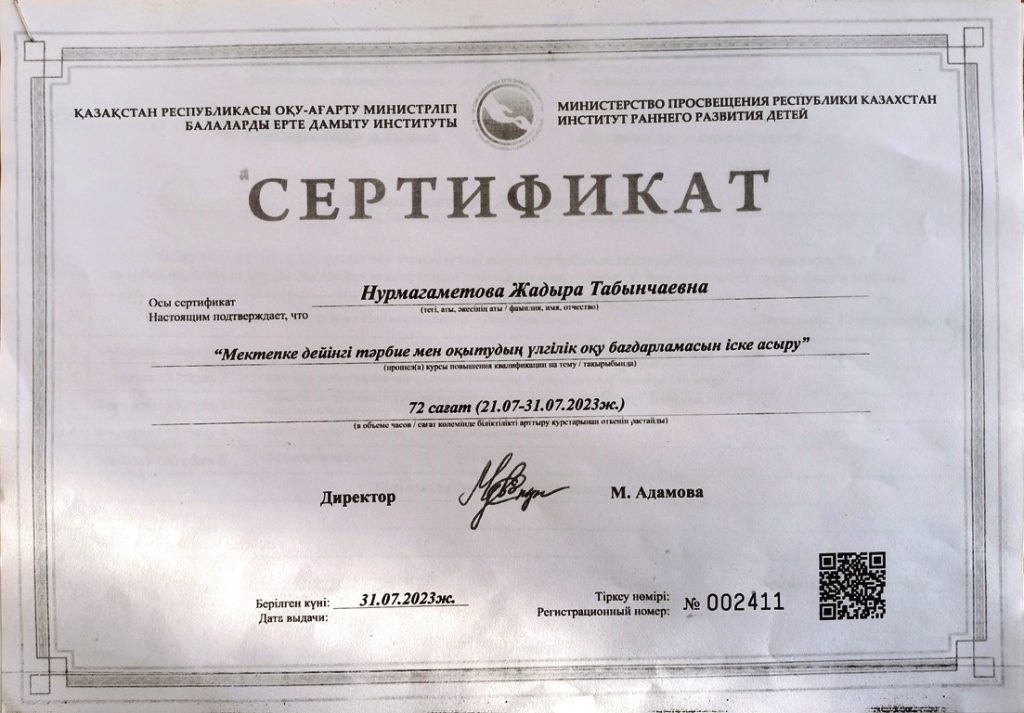 ҚАЗАҚСТАН РЕСПУБЛИКАСЫ ОҚУ-АҒАРТУ МИНИСТРЛІГІ
БАЛАЛАРДЫ ЕРТЕ ДАМЫТУ ИНСТИТУТЫ
МИНИСТЕРСТВО ПРОСВЕЩЕНИЯ РЕСПУБЛИКИ КАЗАХСТАН
ИНСТИТУТ РАННЕГО РАЗВИТИЯ ДЕТЕЙ
СЕРТИФИКАТ
Осы сертификат
Настоящим подтверждает, что
Нурмагаметова Жадыра Табынчаевна
(тегі, аты, әкесінің аты / фамилия, имя, отчество)
“Мектепке дейінгі тәрбие мен оқытудың үлгілік оқу бағдарламасын іске асыру”
(прошел(а) курсы повышения квалификации на тему / тақырыбында)
72 сағат (21.07-31.07.2023ж.)
(в объеме часов / сағат көлемінде біліктілікті арттыру курстарынан өткенін растайды)
Директор
М. Адамова
Берілген күні: 31.07.2023ж.
Дата выдачи:
Тіркеу нөмірі:
Регистрационный номер:
№ 002411